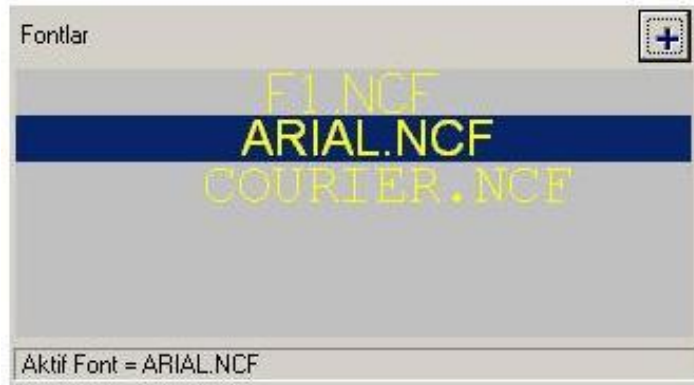 Fontlar
F1.NCF
ARIAL.NCF
COURIER.NCF
Aktif Font = ARIAL.NCF